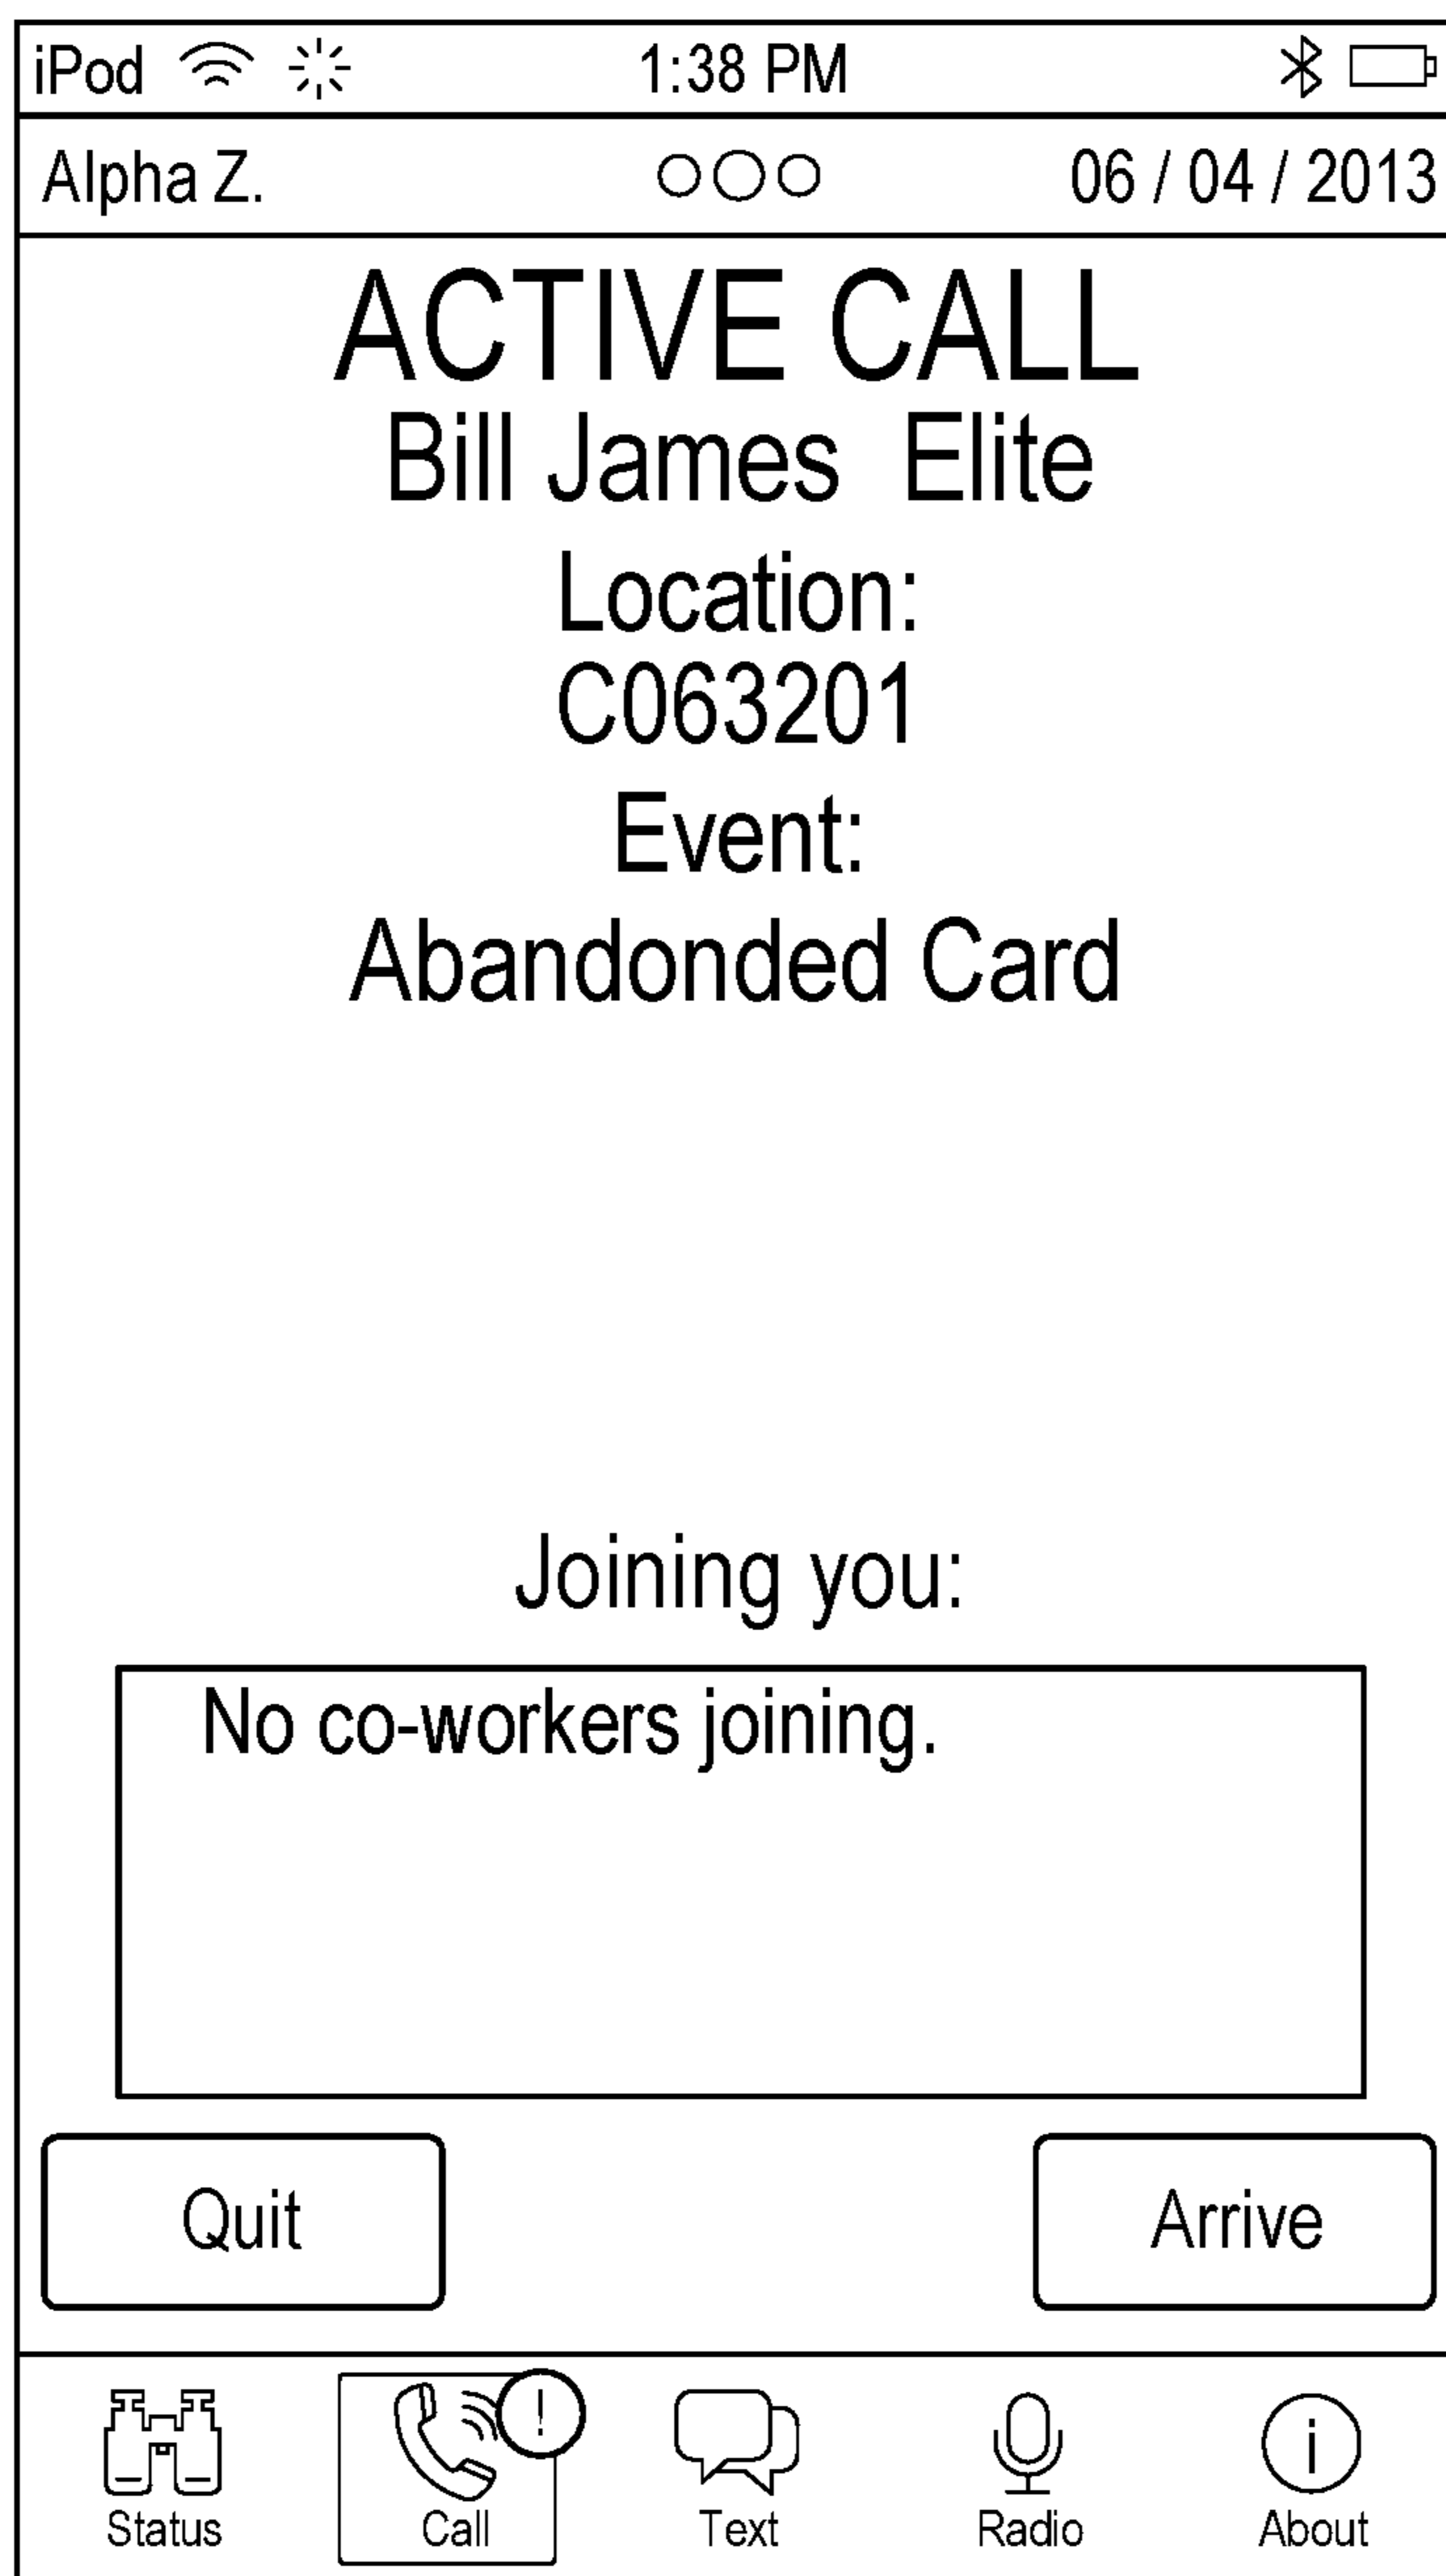 iPod 1:38 PM
Alpha Z. 06 / 04 / 2013
ACTIVE CALL
Bill James Elite
Location:
C063201
Event:
Abandonded Card
Joining you:
No co-workers joining.
Quit Arrive
!
i
Status Call Text Radio About